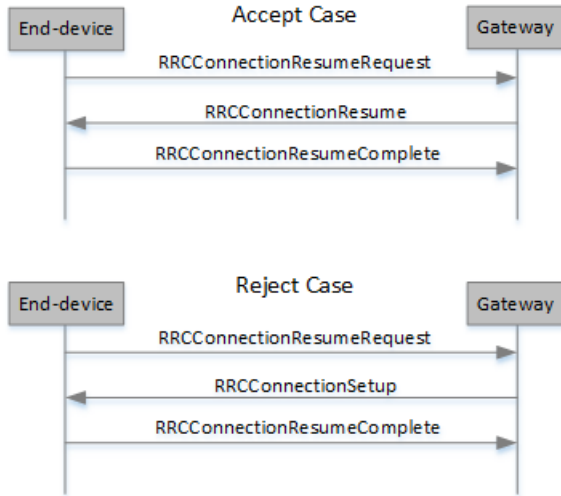 Accept Case
End-device
Gateway
RRCConnectionResumeRequest
RRCConnectionResume
RRCConnectionResumeComplete
Reject Case
End-device
Gateway
RRCConnectionResumeRequest
RRCConnectionSetup
RRCConnectionResumeComplete